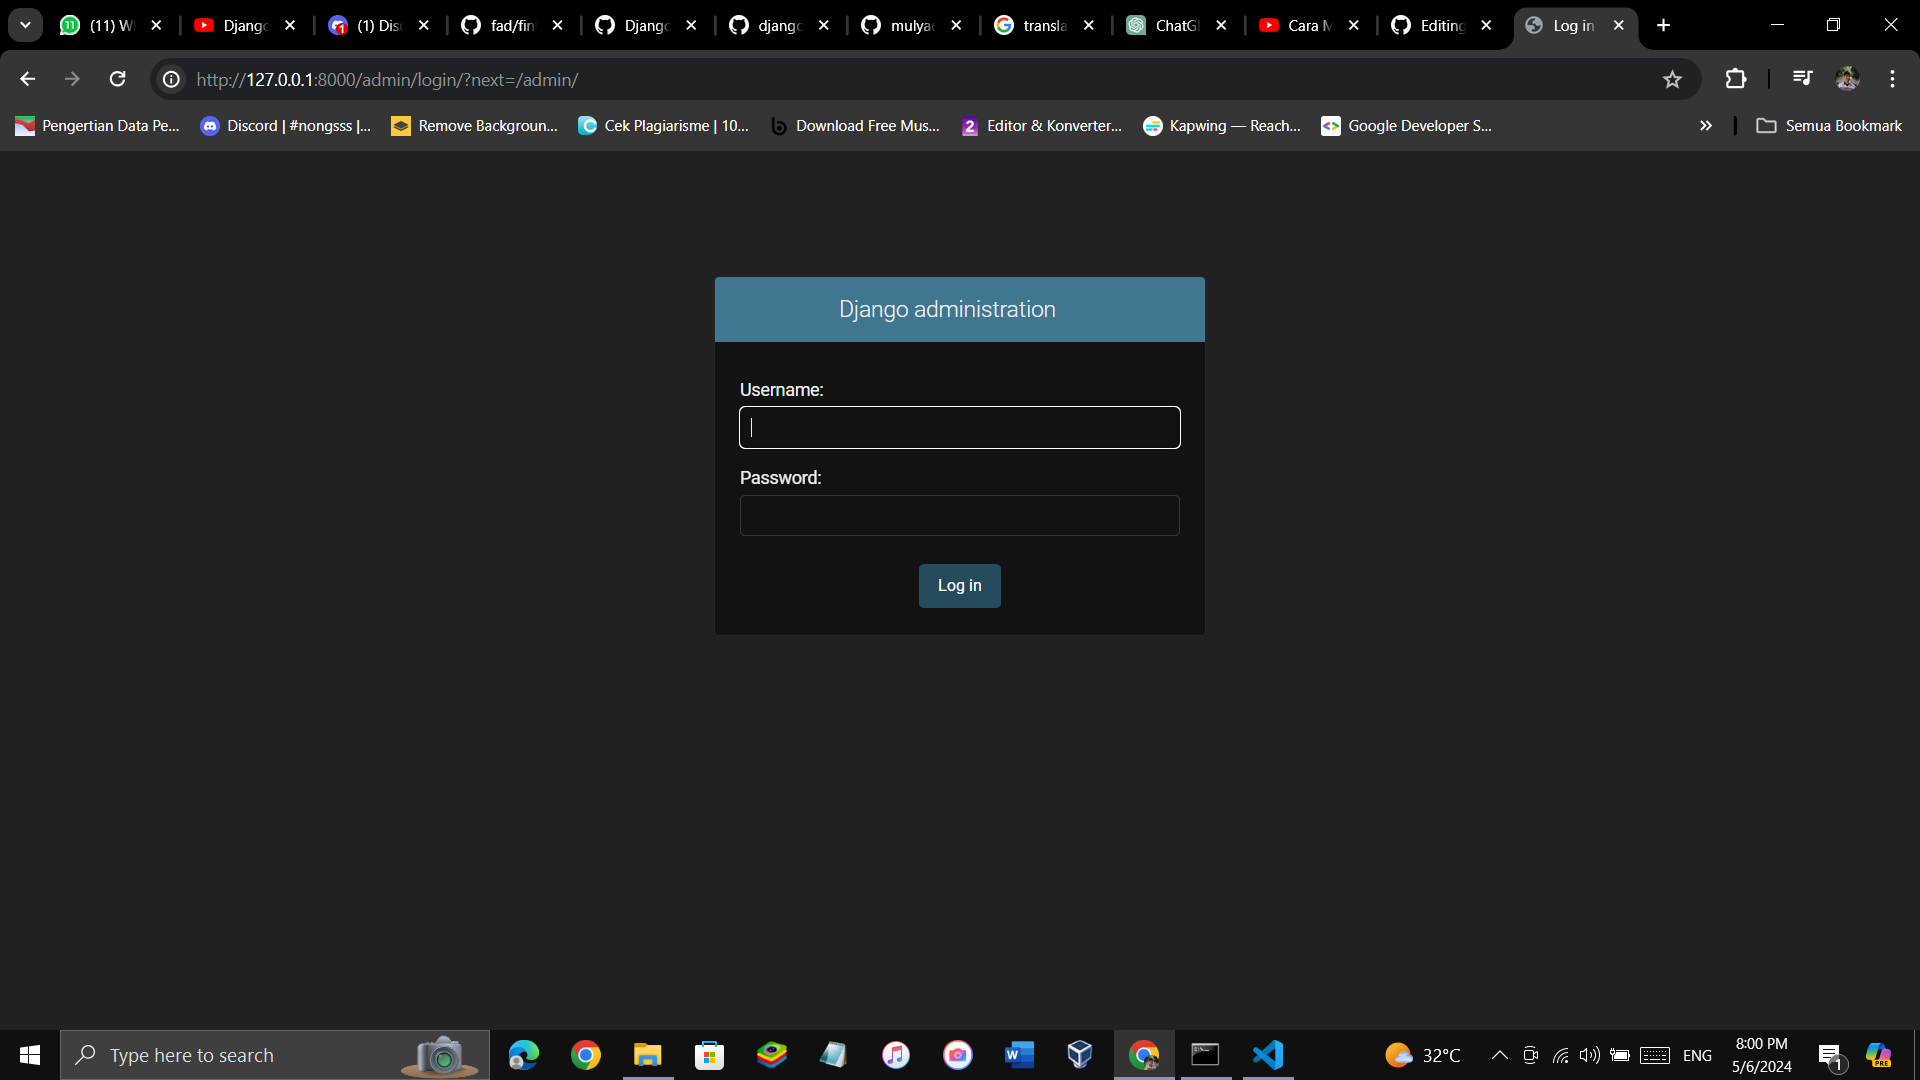 (11) W
Django
(1) Dis
fad/fin
Django
django
mulya
transla
ChatG
Cara M
Editing
Log in
http://127.0.0.1:8000/admin/login/?next=/admin/
Pengertian Data Pe...
Discord | #nongsss |...
Remove Backgroun...
Cek Plagiarisme | 10...
Download Free Mus...
Editor & Konverter...
Kapwing — Reach...
Google Developer S...
Semua Bookmark
Django administration
Username:
Password:
Log in
Type here to search
32°C
ENG
8:00 PM
5/6/2024
1